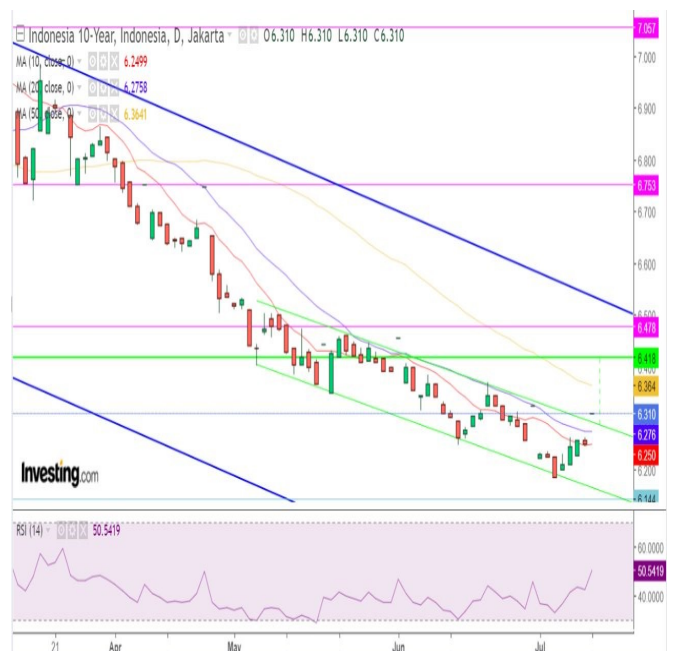 Indonesia 10-Year, Indonesia, D, Jakarta O6.310 H6.310 L6.310 C6.310
MA (10, close, 0) 6.2499
MA (20, close, 0) 6.2758
MA (50, close, 0) 6.3641
7.057
7.000
6.900
6.800
6.753
6.700
6.600
6.500
6.478
6.418
6.400
6.364
6.310
6.276
6.250
6.200
6.144
Investing.com
RSI (14) 50.5419
60.0000
50.5419
40.0000
21 Apr May Jun Jul